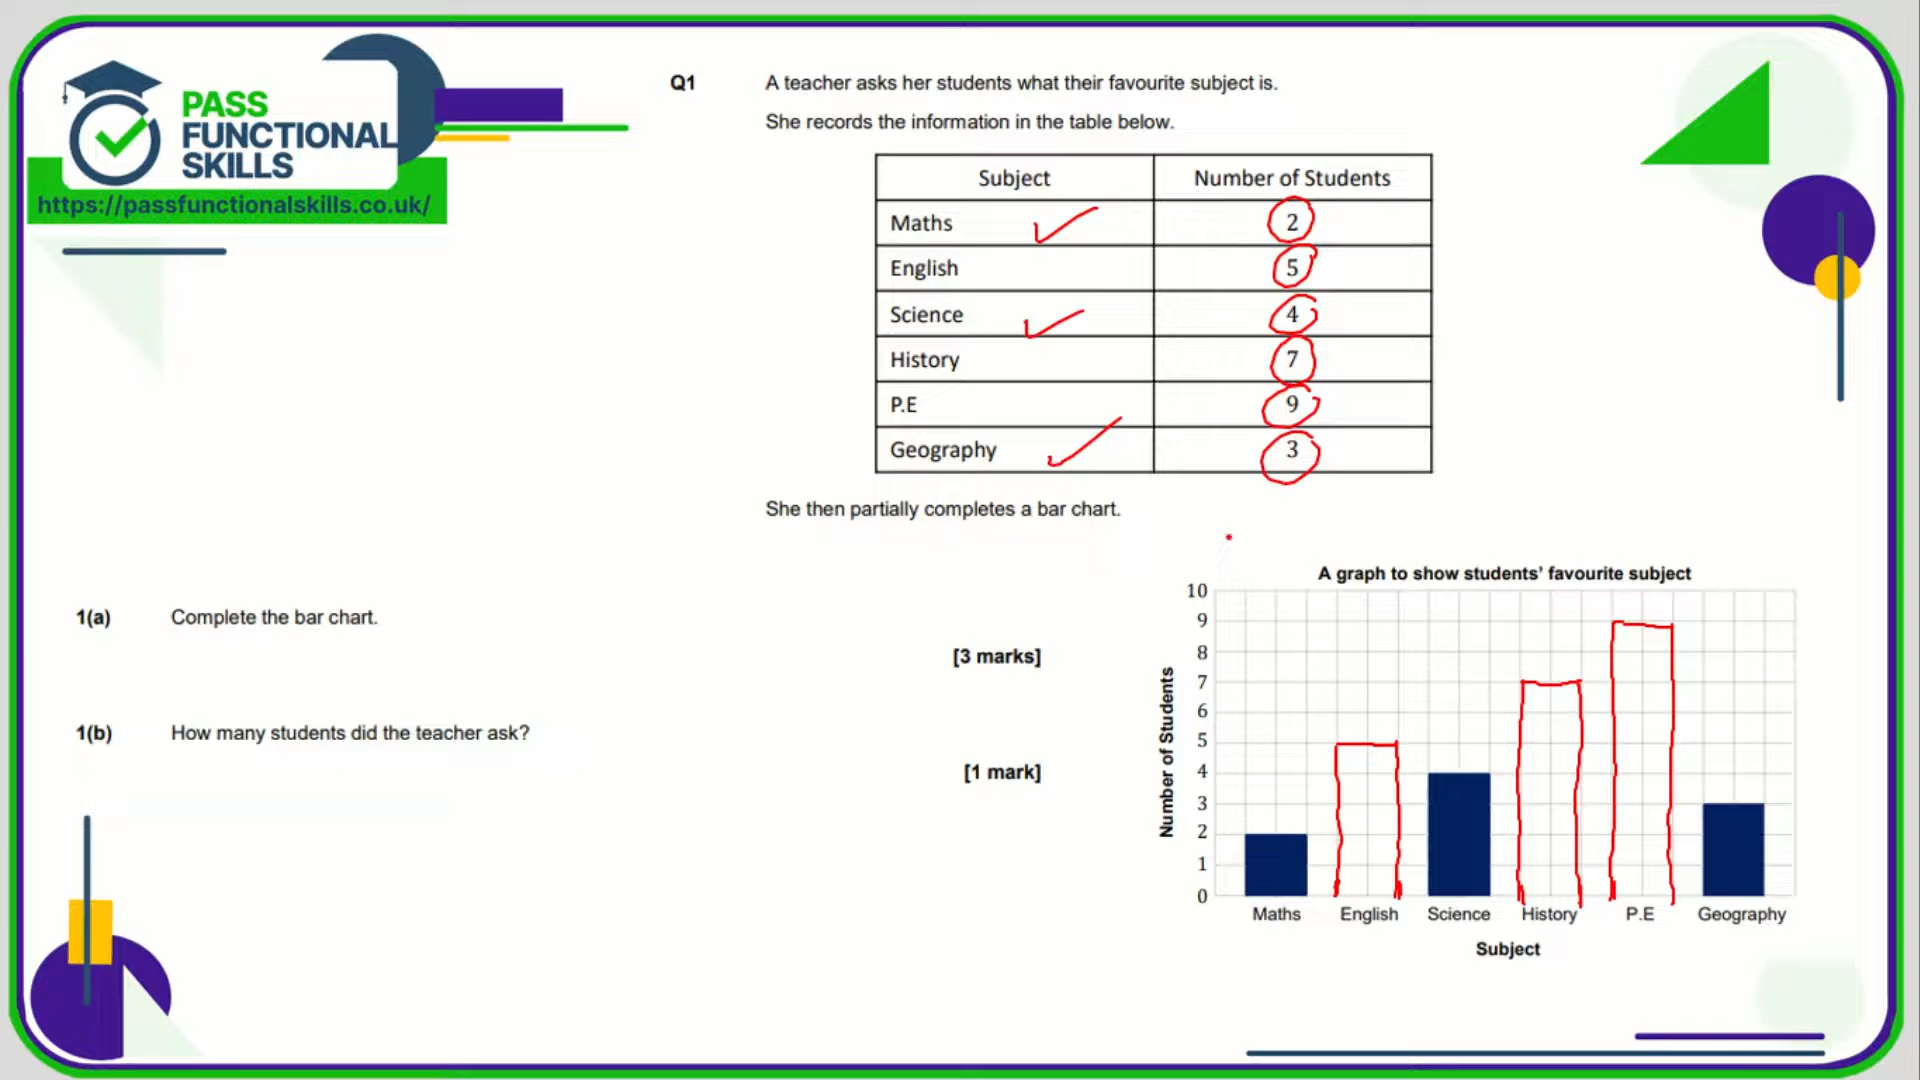 PASS
FUNCTIONAL
SKILLS
https://passfunctionalskills.co.uk/
Q1 A teacher asks her students what their favourite subject is.
She records the information in the table below.
Subject Number of Students
Maths 2
English 5
Science 4
History 7
P.E 9
Geography 3
She then partially completes a bar chart.
1(a) Complete the bar chart.
[3 marks]
1(b) How many students did the teacher ask?
[1 mark]
A graph to show students' favourite subject
Number of Students
10
9
8
7
6
5
4
3
2
1
0
Maths English Science History P.E Geography
Subject